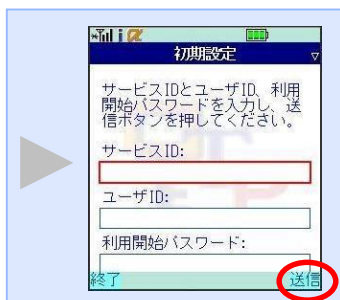 初期設定
サービスIDとユーザID、利用
開始パスワードを入力し、送
信ボタンを押してください。
サービスID:
ユーザID:
利用開始パスワード:
終了 送信